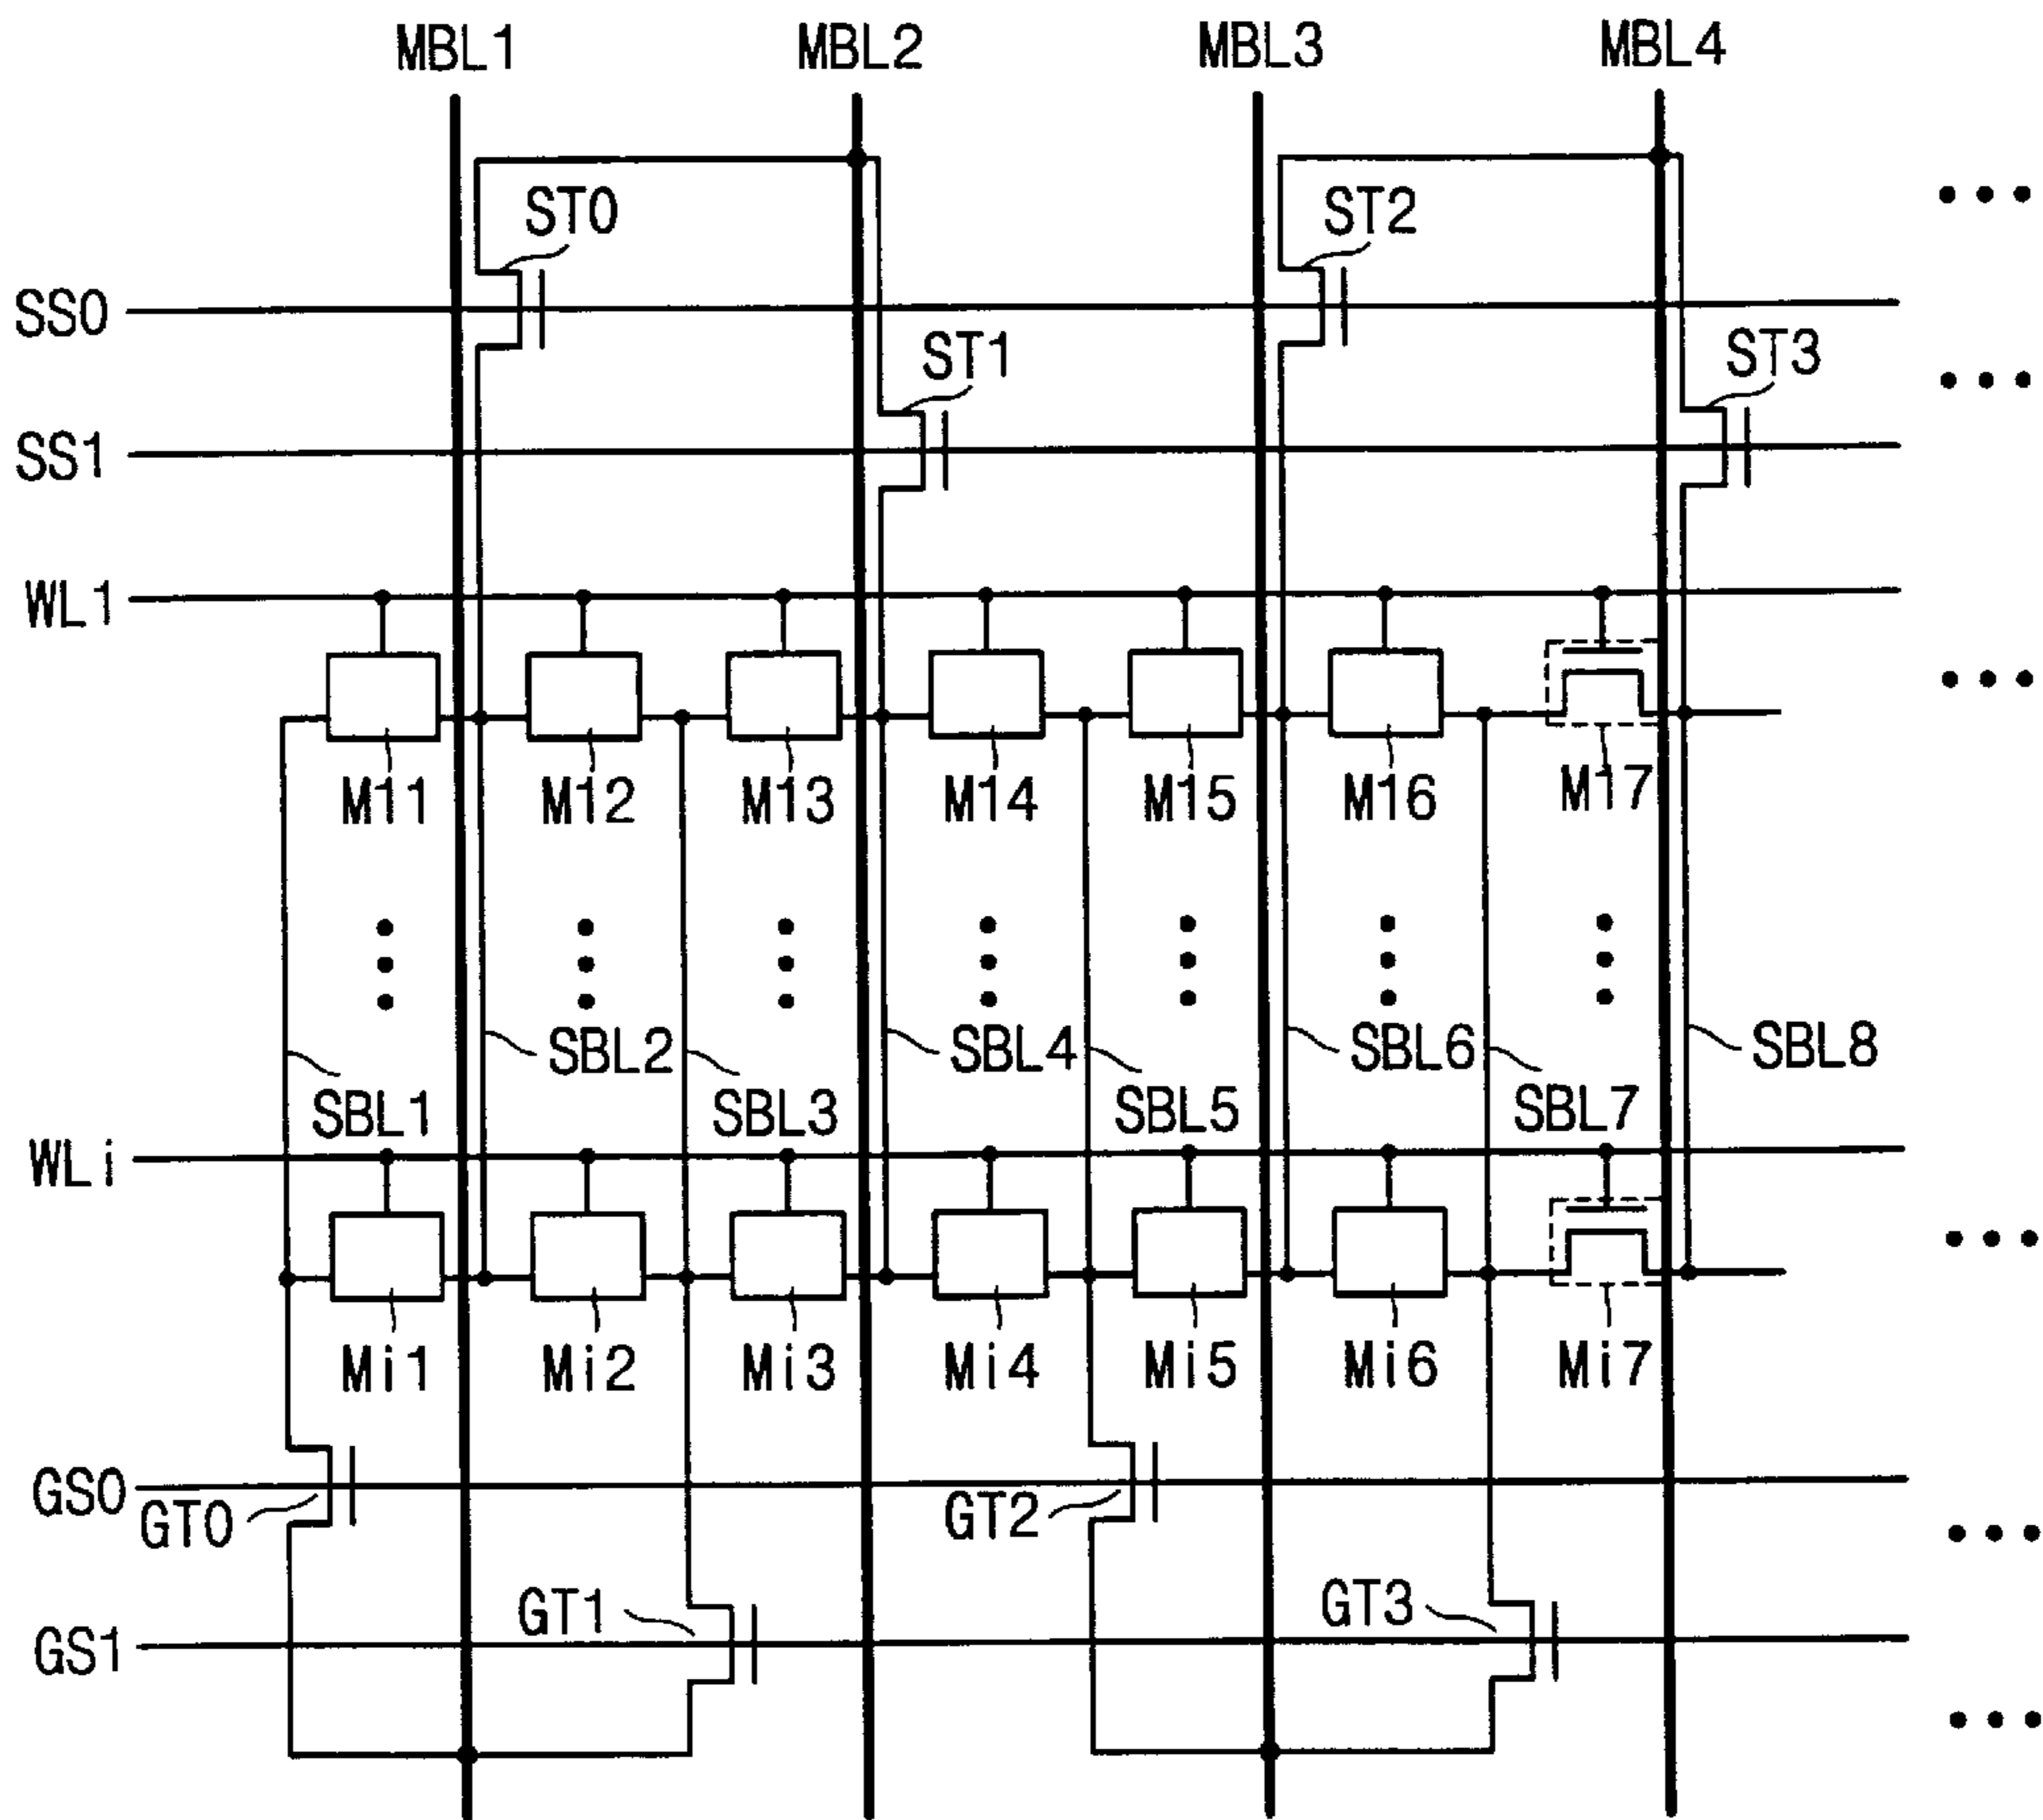 MBL1 MBL2 MBL3 MBL4
ST0 ST2
SS0
ST1 ST3
SS1
WL1
M11 M12 M13 M14 M15 M16 M17
SBL2 SBL4 SBL6 SBL8
SBL1 SBL3 SBL5 SBL7
WLi
Mi1 Mi2 Mi3 Mi4 Mi5 Mi6 Mi7
GS0
GT0 GT2
GT1 GT3
GS1